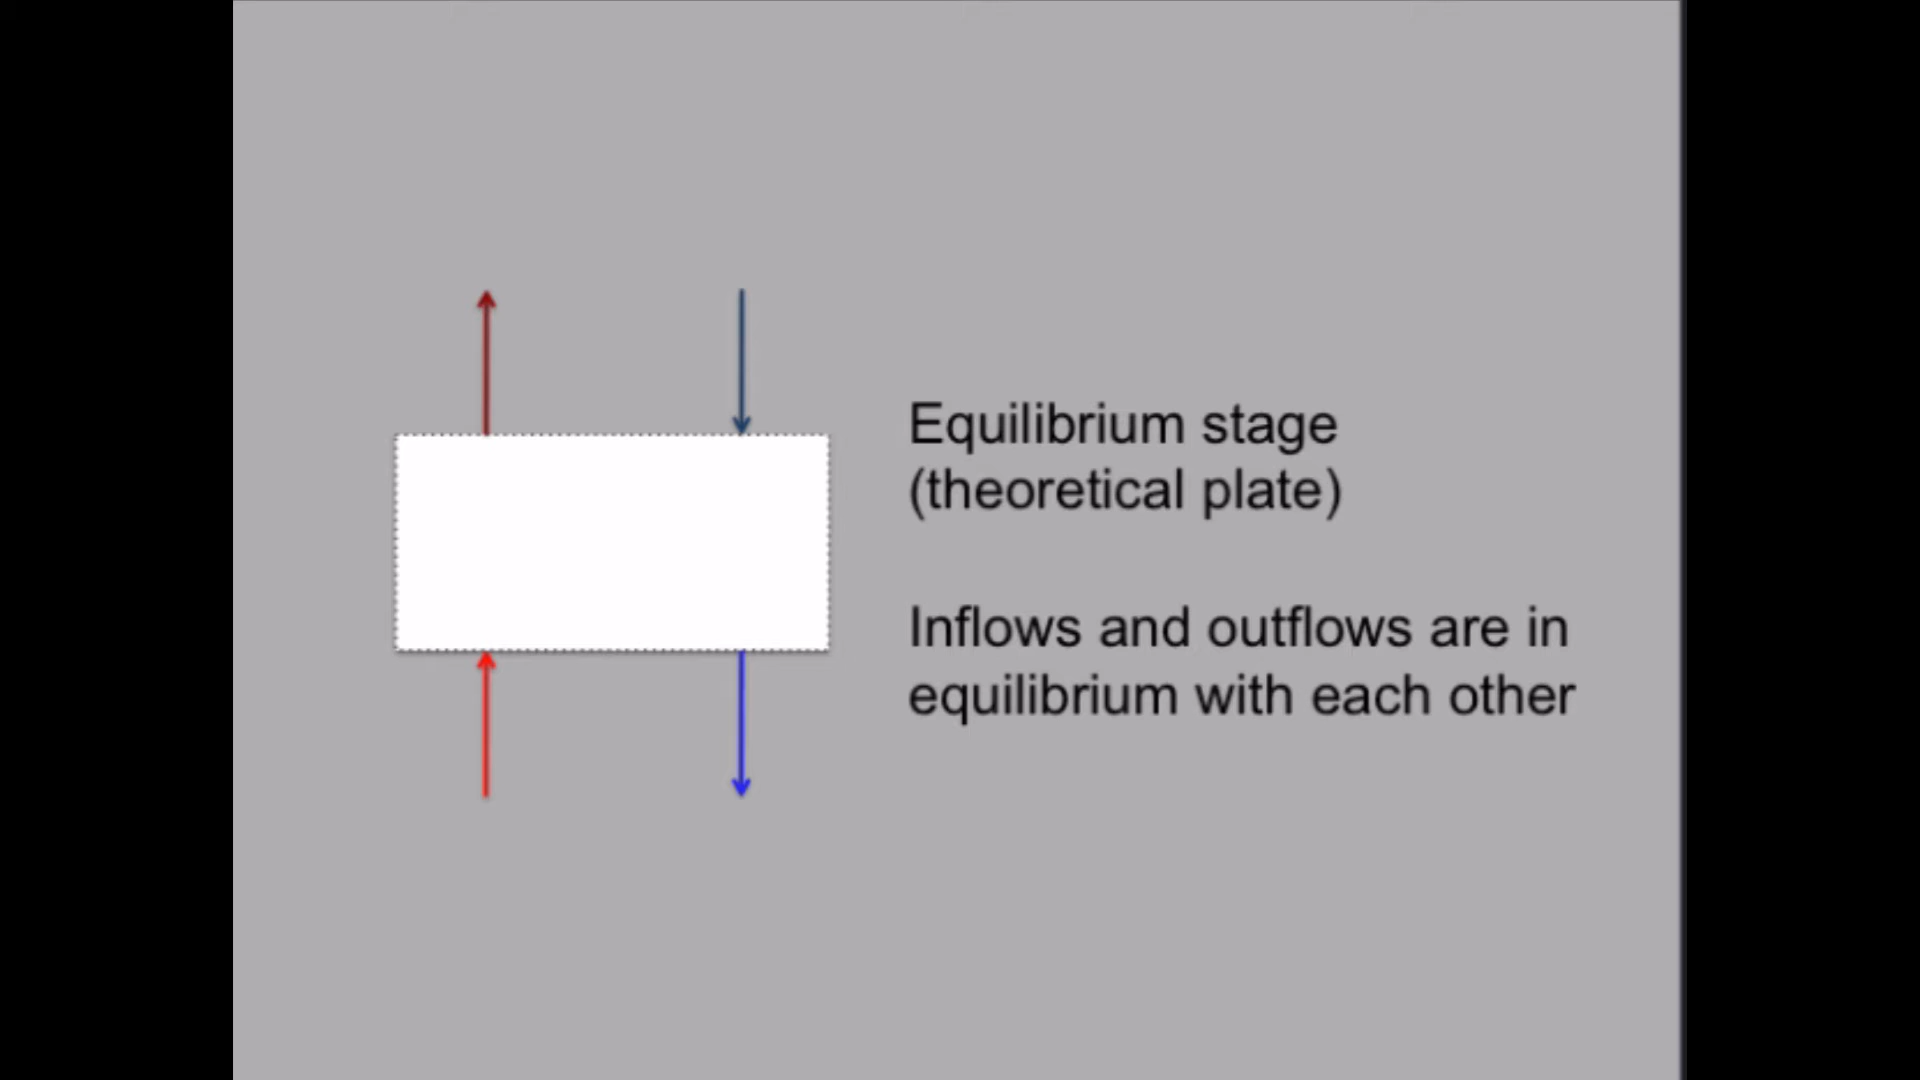 Equilibrium stage
(theoretical plate)
Inflows and outflows are in
equilibrium with each other